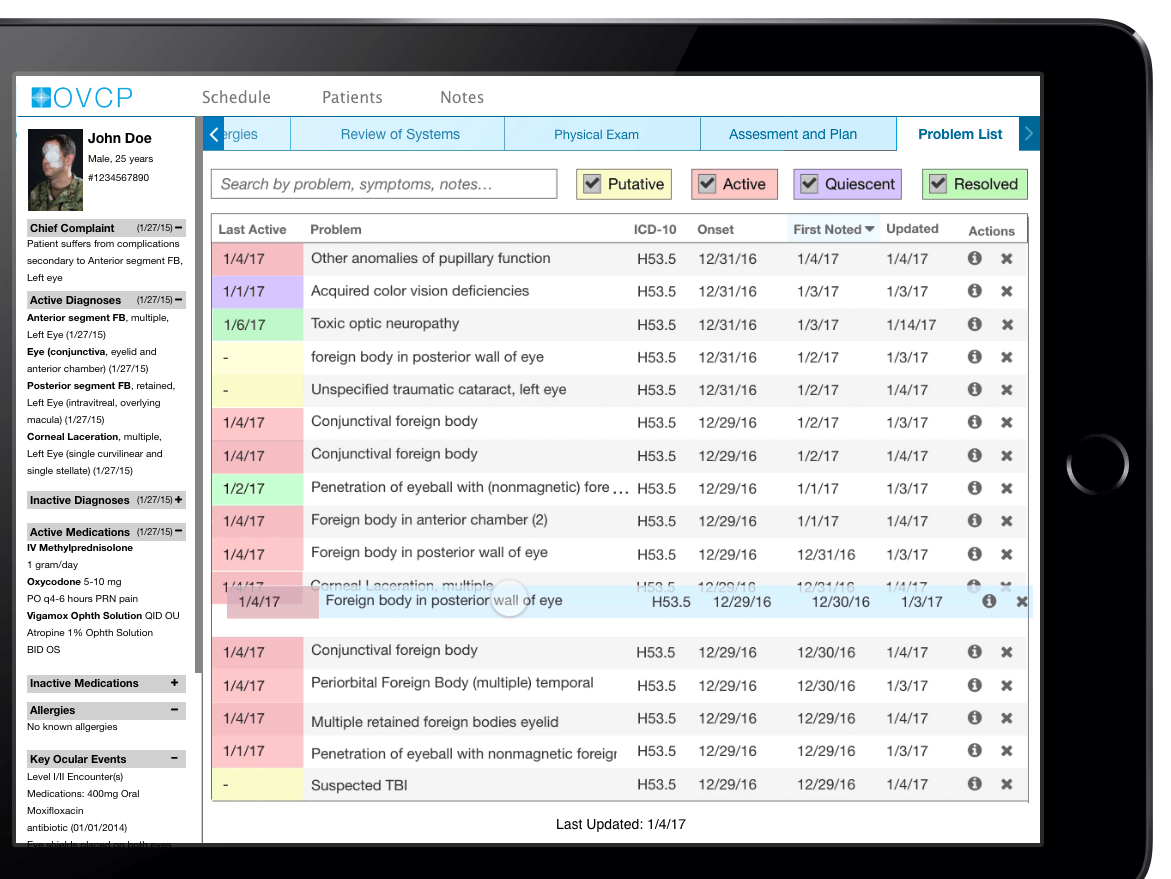 OVCP
Schedule Patients Notes
John Doe
Male, 25 years
#1234567890
Chief Complaint (1/27/15) −
Patient suffers from complications
secondary to Anterior segment FB,
Left eye
Active Diagnoses (1/27/15) −
Anterior segment FB, multiple,
Left Eye (1/27/15)
Eye (conjunctiva, eyelid and
anterior chamber) (1/27/15)
Posterior segment FB, retained,
Left Eye (intravitreal, overlying
macula) (1/27/15)
Corneal Laceration, multiple,
Left Eye (single curvilinear and
single stellate) (1/27/15)
Inactive Diagnoses (1/27/15) +
Active Medications (1/27/15) −
IV Methylprednisolone
1 gram/day
Oxycodone 5-10 mg
PO q4-6 hours PRN pain
Vigamox Ophth Solution QID OU
Atropine 1% Ophth Solution
BID OS
Inactive Medications +
Allergies −
No known allgergies
Key Ocular Events −
Level I/II Encounter(s)
Medications: 400mg Oral
Moxifloxacin
antibiotic (01/01/2014)
Eye shields placed on both eyes
ergies Review of Systems Physical Exam Assesment and Plan Problem List
Search by problem, symptoms, notes... Putative Active Quiescent Resolved
Last Active Problem ICD-10 Onset First Noted Updated Actions
1/4/17 Other anomalies of pupillary function H53.5 12/31/16 1/4/17 1/4/17
1/1/17 Acquired color vision deficiencies H53.5 12/31/16 1/3/17 1/3/17
1/6/17 Toxic optic neuropathy H53.5 12/31/16 1/3/17 1/14/17
- foreign body in posterior wall of eye H53.5 12/31/16 1/2/17 1/3/17
- Unspecified traumatic cataract, left eye H53.5 12/31/16 1/2/17 1/4/17
1/4/17 Conjunctival foreign body H53.5 12/29/16 1/2/17 1/3/17
1/4/17 Conjunctival foreign body H53.5 12/29/16 1/2/17 1/4/17
1/2/17 Penetration of eyeball with (nonmagnetic) fore ... H53.5 12/29/16 1/1/17 1/3/17
1/4/17 Foreign body in anterior chamber (2) H53.5 12/29/16 1/1/17 1/4/17
1/4/17 Foreign body in posterior wall of eye H53.5 12/29/16 12/31/16 1/3/17
1/4/17 Corneal Laceration, multiple H53.5 12/29/16 12/31/16 1/4/17
1/4/17 Foreign body in posterior wall of eye H53.5 12/29/16 12/30/16 1/3/17
1/4/17 Conjunctival foreign body H53.5 12/29/16 12/30/16 1/4/17
1/4/17 Periorbital Foreign Body (multiple) temporal H53.5 12/29/16 12/30/16 1/3/17
1/4/17 Multiple retained foreign bodies eyelid H53.5 12/29/16 12/29/16 1/4/17
1/1/17 Penetration of eyeball with nonmagnetic foreign H53.5 12/29/16 12/29/16 1/3/17
- Suspected TBI H53.5 12/29/16 12/29/16 1/4/17
Last Updated: 1/4/17